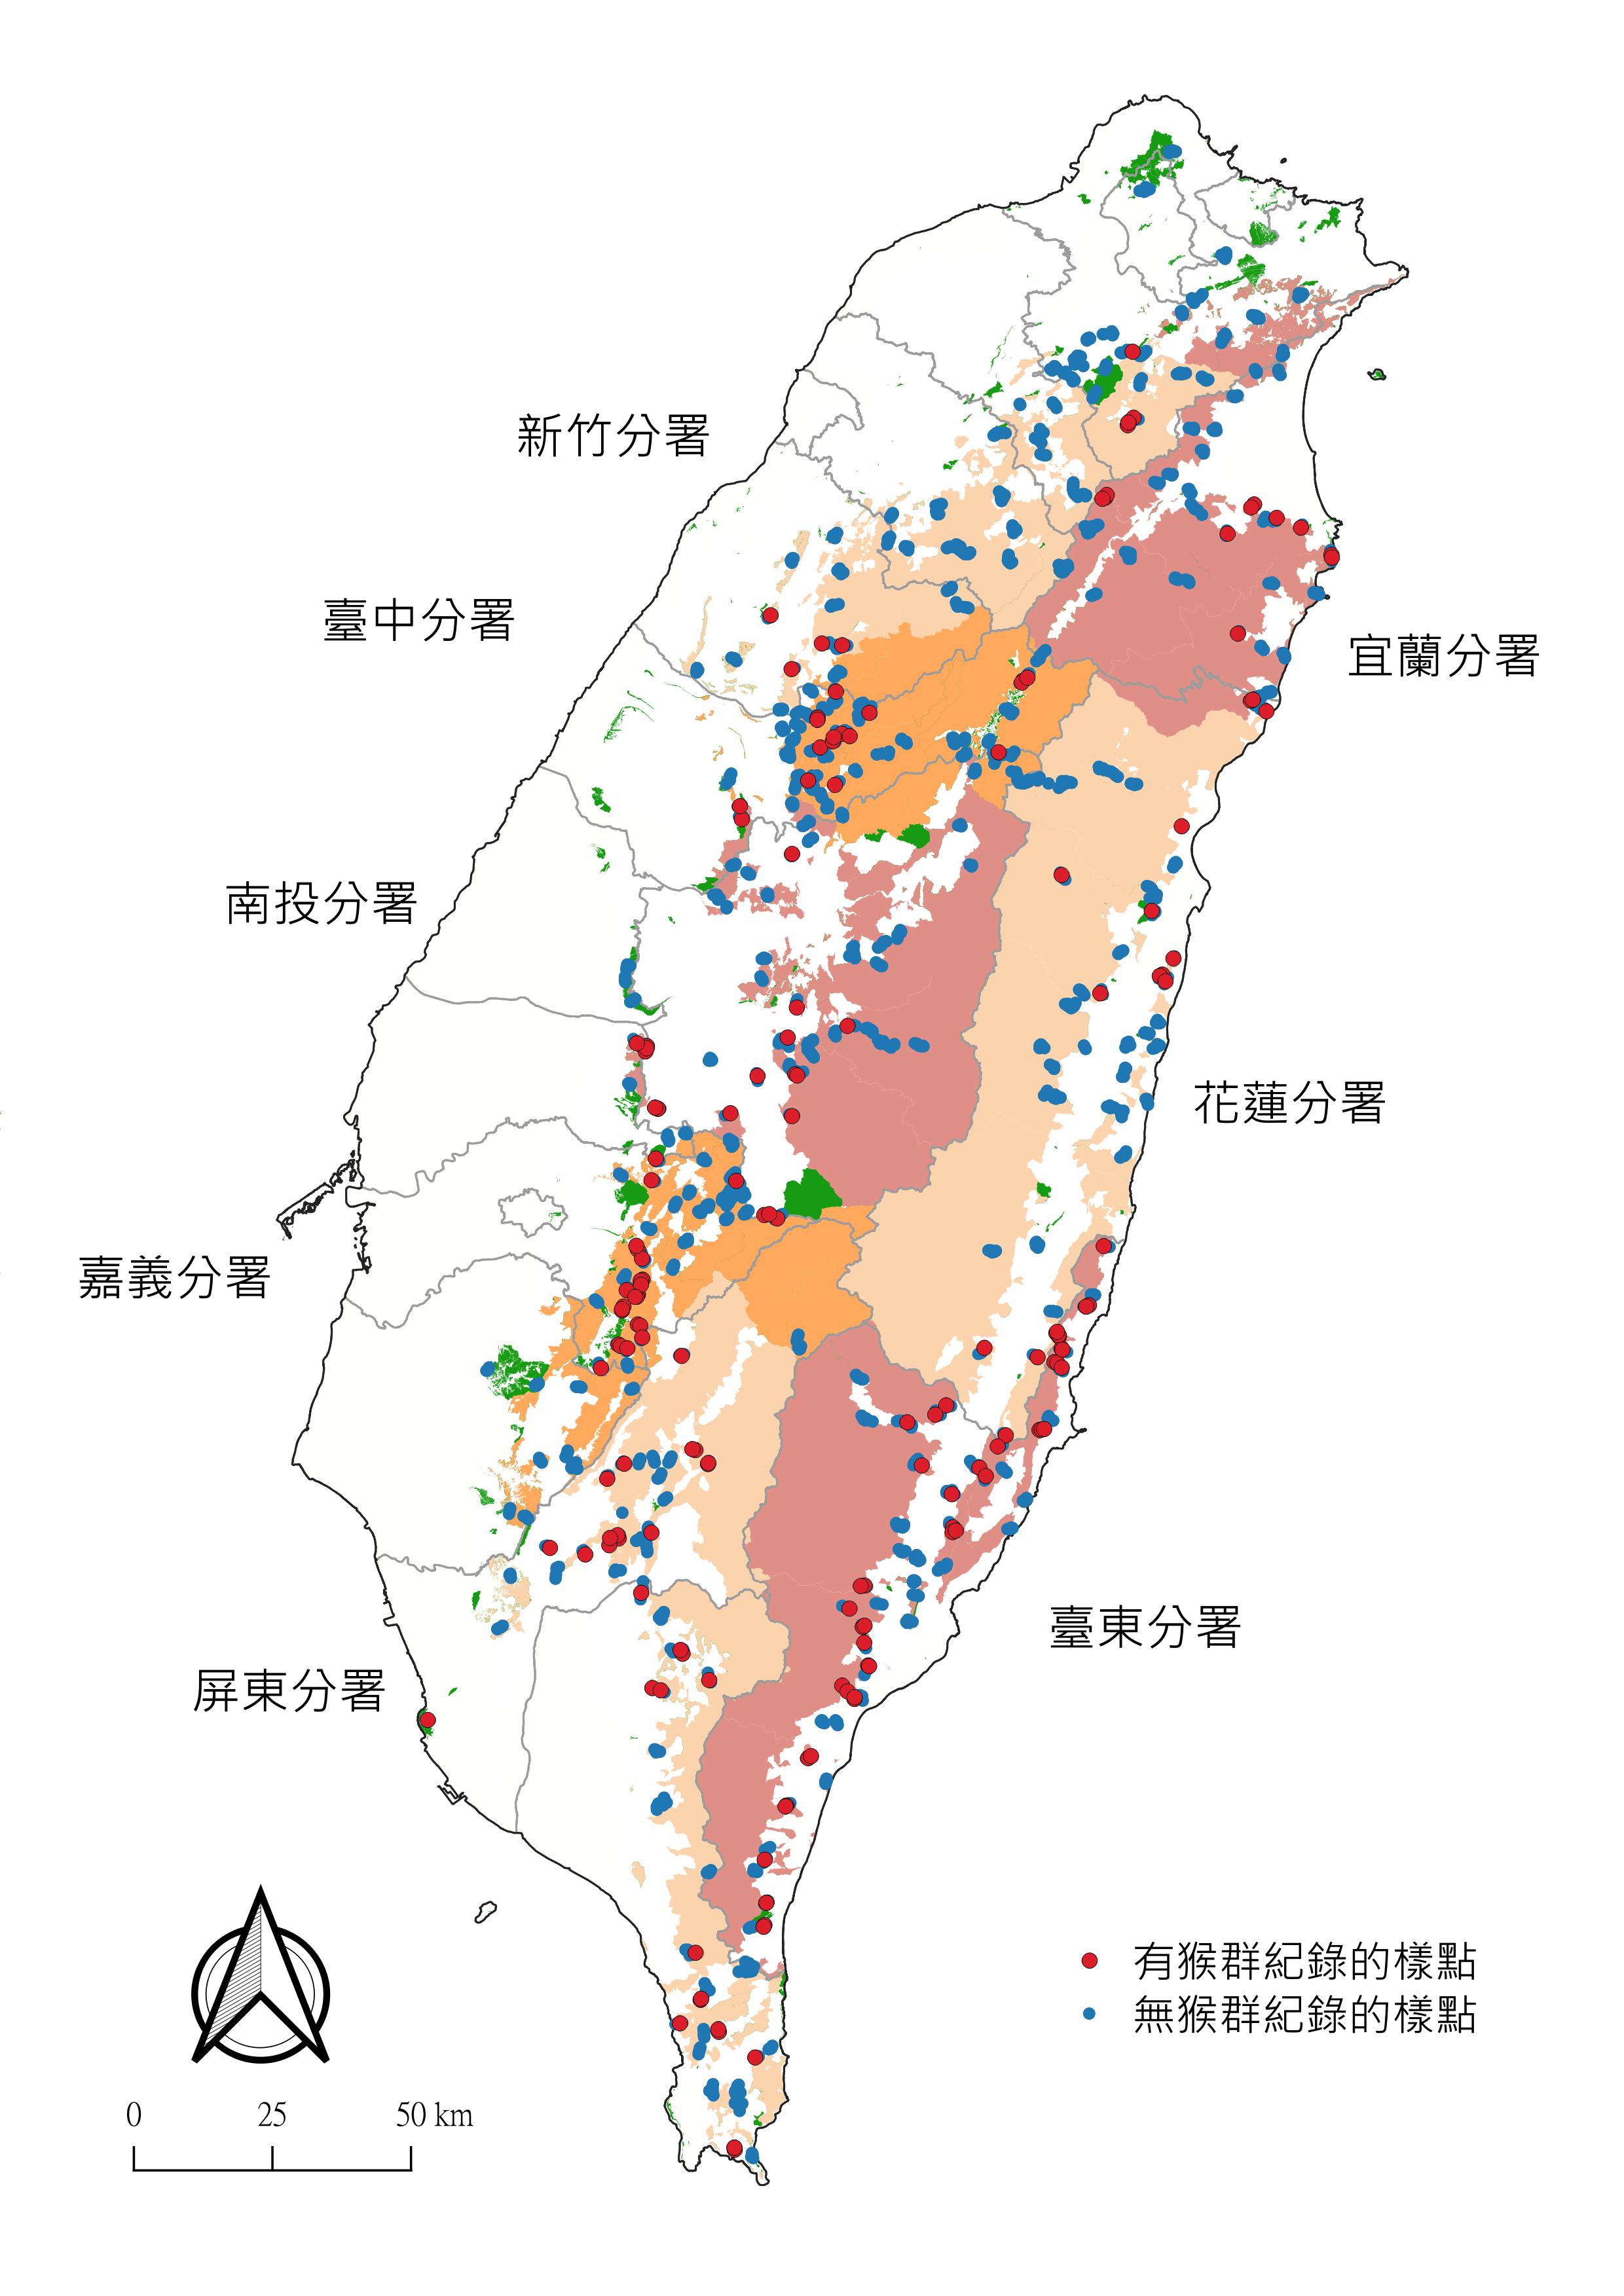 新竹分署
臺中分署
宜蘭分署
南投分署
花蓮分署
嘉義分署
臺東分署
屏東分署
有猴群紀錄的樣點
無猴群紀錄的樣點
0 25 50 km